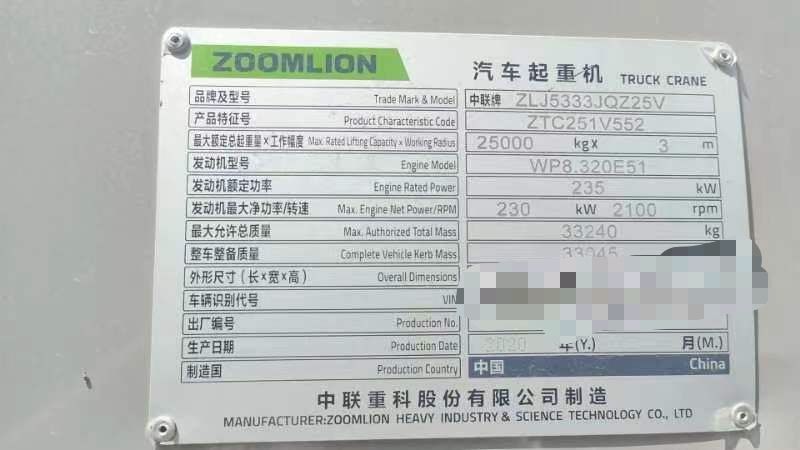 ZOOMLION
汽车起重机 TRUCK CRANE
品牌及型号 Trade Mark & Model 中联牌 ZLJ5333JQZ25V
产品特征号 Product Characteristic Code ZTC251V552
最大额定总起重量×工作幅度 Max. Rated Lifting Capacity x Working Radius 25000 kg× 3 m
发动机型号 Engine Model WP8.320E51
发动机额定功率 Engine Rated Power 235 kW
发动机最大净功率/转速 Max. Engine Net Power/RPM 230 kW 2100 rpm
最大允许总质量 Max. Authorized Total Mass 33240 kg
整车整备质量 Complete Vehicle Kerb Mass 33045
外形尺寸(长×宽×高) Overall Dimensions
车辆识别代号 VIN
出厂编号 Production No.
生产日期 Production Date 2020 年(Y.) 月(M.)
制造国 Production Country 中国 China
中联重科股份有限公司制造
MANUFACTURER:ZOOMLION HEAVY INDUSTRY & SCIENCE TECHNOLOGY CO., LTD